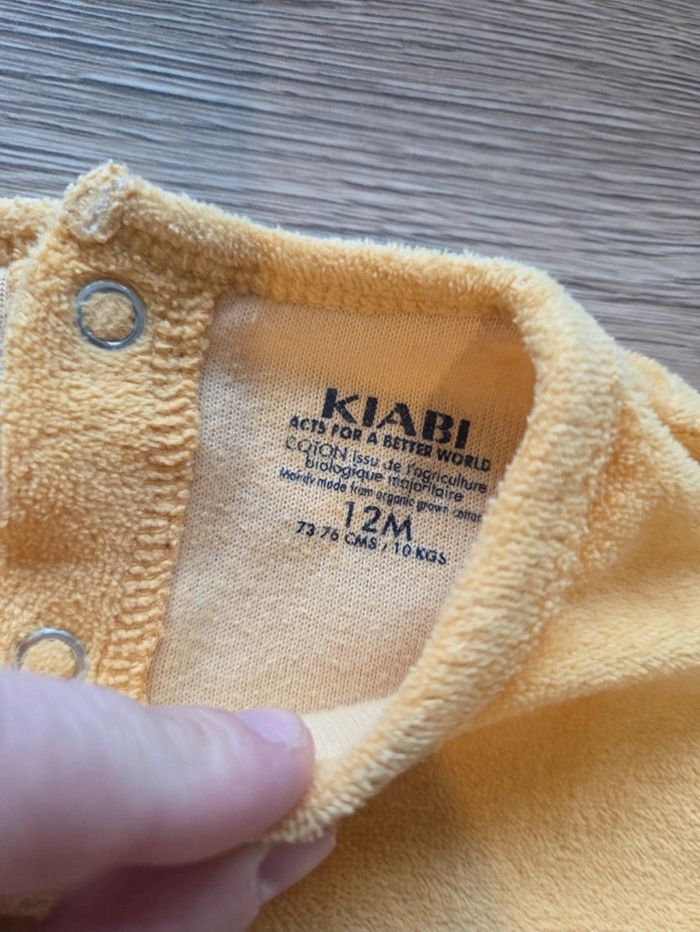 KIABI
ACTS FOR A BETTER WORLD
COTON issu de l'agriculture
biologique majoritaire
Mostly made from organic grown cotton
12M
73-76 CMS / 10 KGS